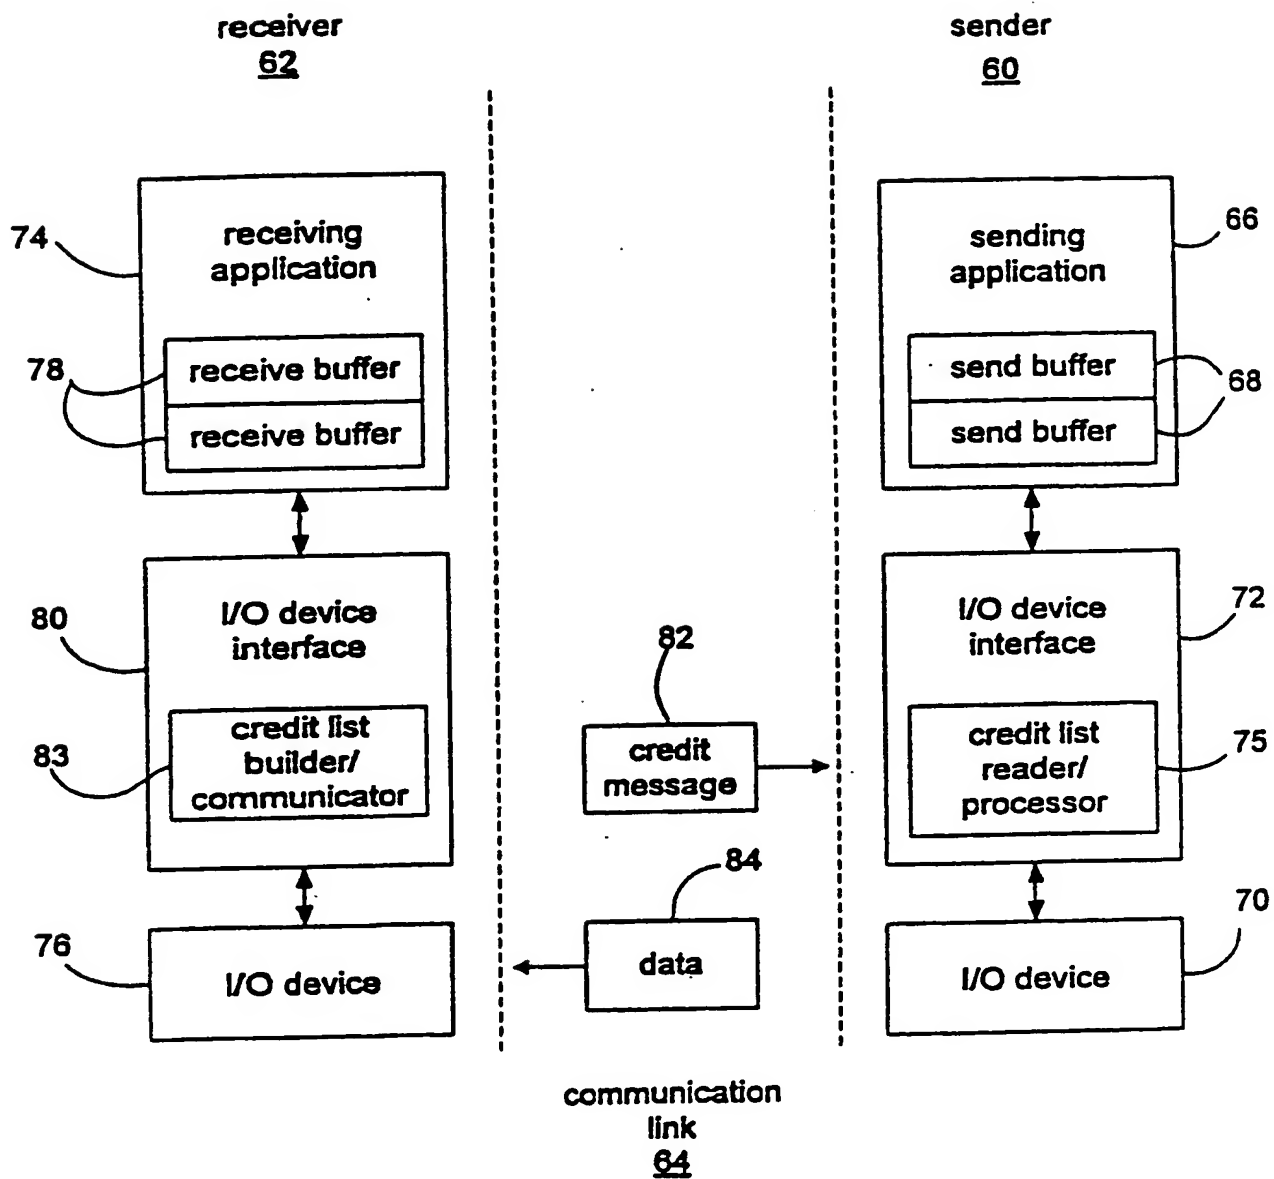 receiver
62
sender
60
74
receiving
application
78
receive buffer
receive buffer
sending
application
66
send buffer
send buffer
68
80
I/O device
interface
83
credit list
builder/
communicator
82
credit
message
I/O device
interface
72
credit list
reader/
processor
75
84
data
76
I/O device
I/O device
70
communication
link
64